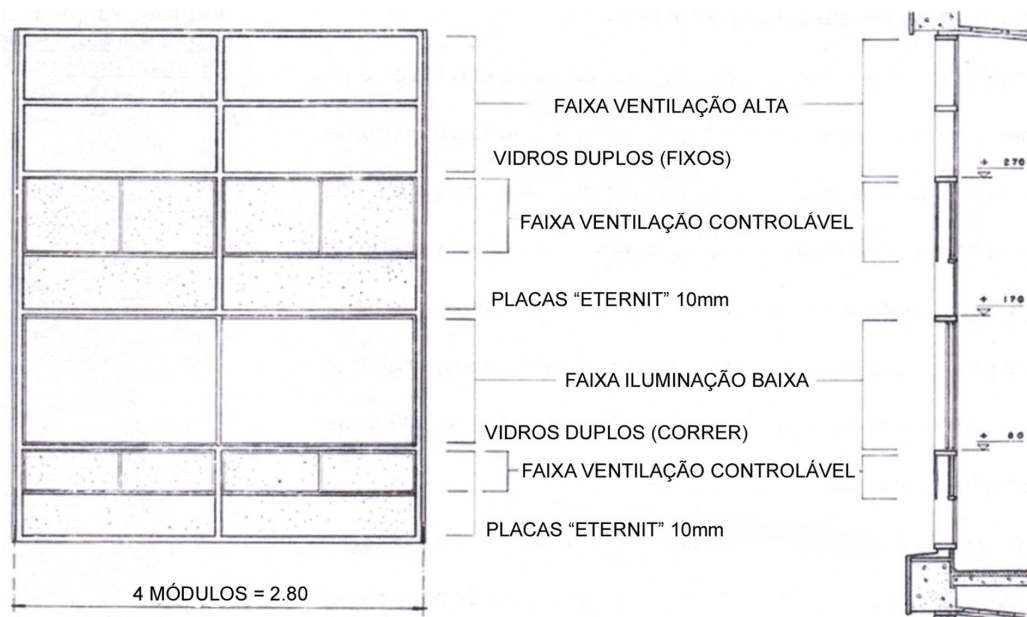 FAIXA VENTILAÇÃO ALTA
VIDROS DUPLOS (FIXOS)
+ 270
FAIXA VENTILAÇÃO CONTROLÁVEL
PLACAS “ETERNIT” 10mm
+ 170
FAIXA ILUMINAÇÃO BAIXA
VIDROS DUPLOS (CORRER)
+ 80
FAIXA VENTILAÇÃO CONTROLÁVEL
PLACAS “ETERNIT” 10mm
4 MÓDULOS = 2.80